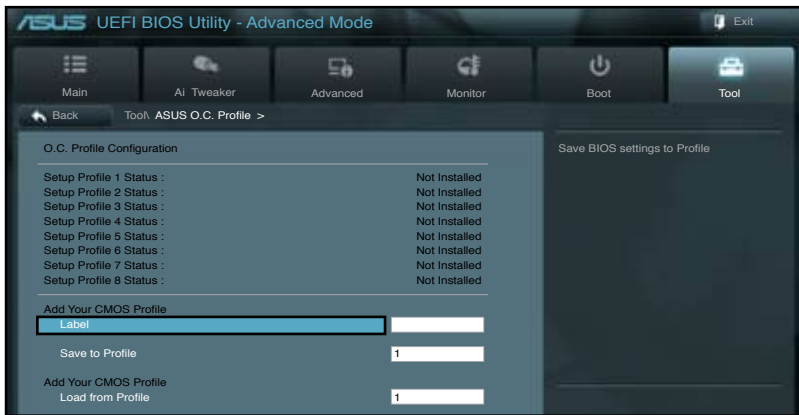 ASUS UEFI BIOS Utility - Advanced Mode
Exit
Main
Ai Tweaker
Advanced
Monitor
Boot
Tool
Back
Tool\ ASUS O.C. Profile >
O.C. Profile Configuration
Save BIOS settings to Profile
Setup Profile 1 Status : Not Installed
Setup Profile 2 Status : Not Installed
Setup Profile 3 Status : Not Installed
Setup Profile 4 Status : Not Installed
Setup Profile 5 Status : Not Installed
Setup Profile 6 Status : Not Installed
Setup Profile 7 Status : Not Installed
Setup Profile 8 Status : Not Installed
Add Your CMOS Profile
Label
Save to Profile 1
Add Your CMOS Profile
Load from Profile 1